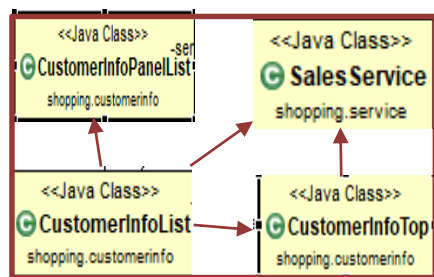 <<Java Class>>
-ser
CustomerInfoPanelList
shopping.customerinfo
<<Java Class>>
SalesService
shopping.service
<<Java Class>>
CustomerInfoList
shopping.customerinfo
<<Java Class>>
CustomerInfoTop
shopping.customerinfo